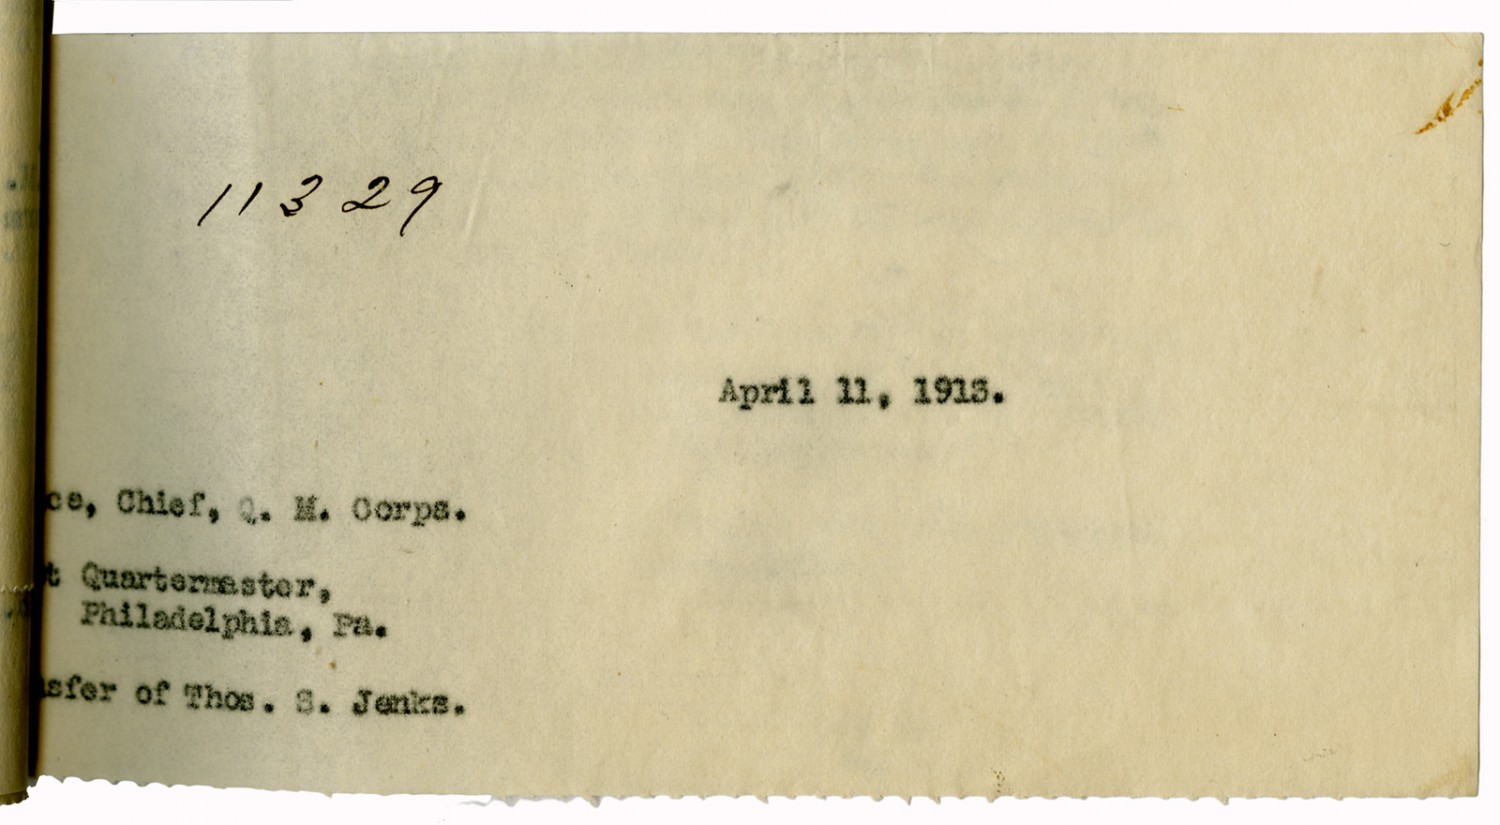 11329
April 11, 1913.
ce, Chief, Q. M. Corps.
t Quartermaster,
Philadelphia, Pa.
sfer of Thos. S. Jenks.